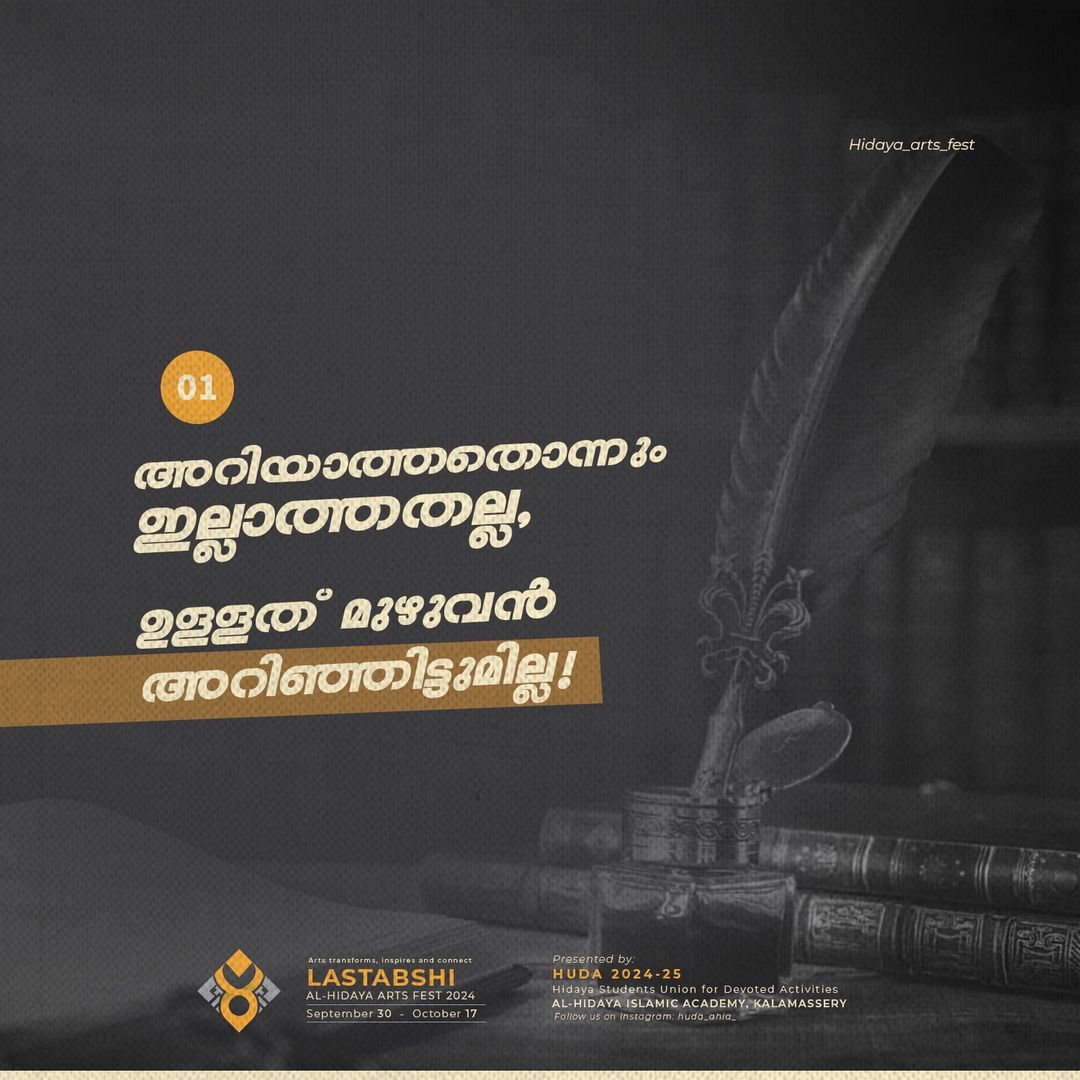 Hidaya_arts_fest
01
അറിയാത്തതൊന്നും
ഇല്ലാത്തതല്ല,
ഉള്ളത് മുഴുവൻ
അറിഞ്ഞിട്ടുമില്ല!
Arts transforms, inspires and connect
LASTABSHI
AL-HIDAYA ARTS FEST 2024
September 30 - October 17
Presented by:
HUDA 2024-25
Hidaya Students Union for Devoted Activities
AL-HIDAYA ISLAMIC ACADEMY, KALAMASSERY
Follow us on Instagram: huda_ahia_